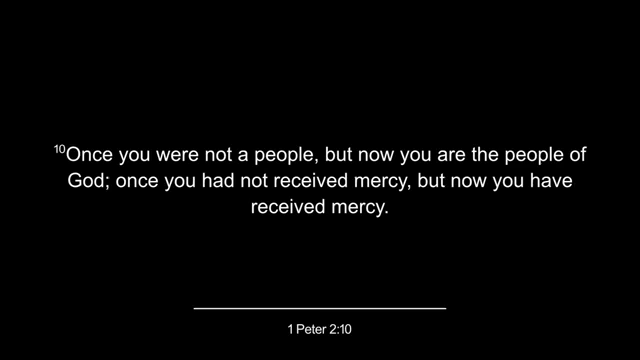 ¹⁰Once you were not a people, but now you are the people of
God; once you had not received mercy, but now you have
received mercy.
1 Peter 2:10